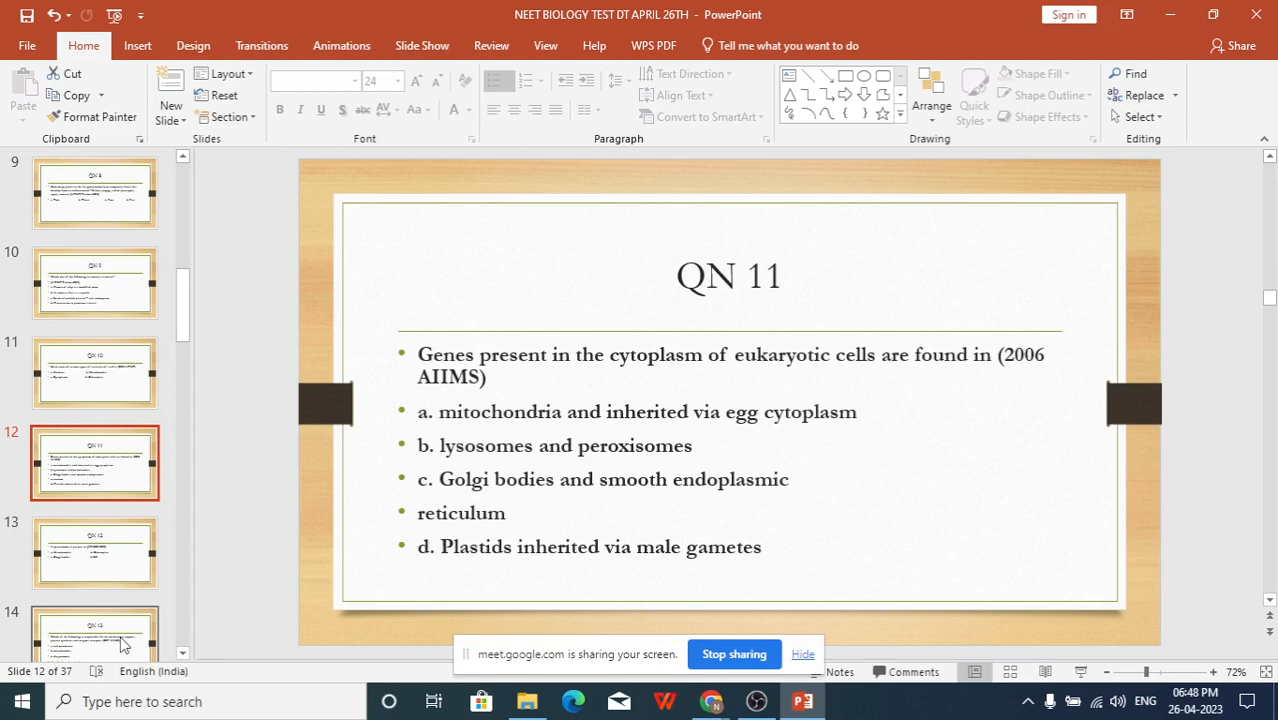 NEET BIOLOGY TEST DT APRIL 26TH - PowerPoint
Sign in
File Home Insert Design Transitions Animations Slide Show Review View Help WPS PDF Tell me what you want to do Share
Cut
Copy
Format Painter
Paste
Clipboard
New Slide
Layout
Reset
Section
Slides
24
B I U S abc AV Aa A
Font
Text Direction
Align Text
Convert to SmartArt
Paragraph
Arrange
Quick Styles
Shape Fill
Shape Outline
Shape Effects
Drawing
Find
Replace
Select
Editing
9
10
11
QN 10
12
QN 11
13
14
QN 11
• Genes present in the cytoplasm of eukaryotic cells are found in (2006
AIIMS)
• a. mitochondria and inherited via egg cytoplasm
• b. lysosomes and peroxisomes
• c. Golgi bodies and smooth endoplasmic
• reticulum
• d. Plastids inherited via male gametes
meet.google.com is sharing your screen. Stop sharing Hide
Slide 12 of 37 English (India) Notes Comments 72%
Type here to search
ENG
06:48 PM
26-04-2023